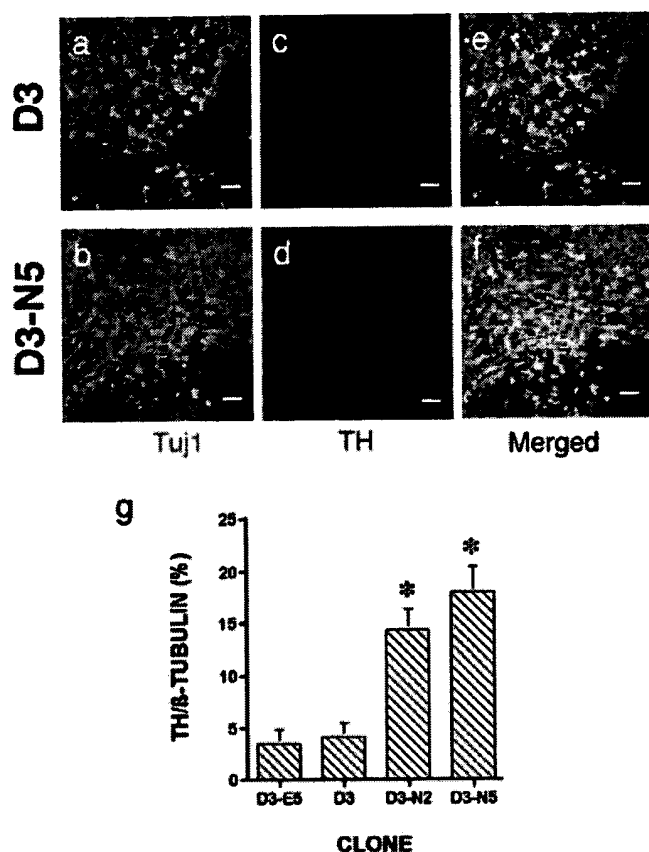 a
c
e
D3
b
d
f
D3-N5
Tuj1
TH
Merged
g
TH/ß-TUBULIN (%)
25
20
15
10
5
0
*
*
D3-E5
D3
D3-N2
D3-N5
CLONE